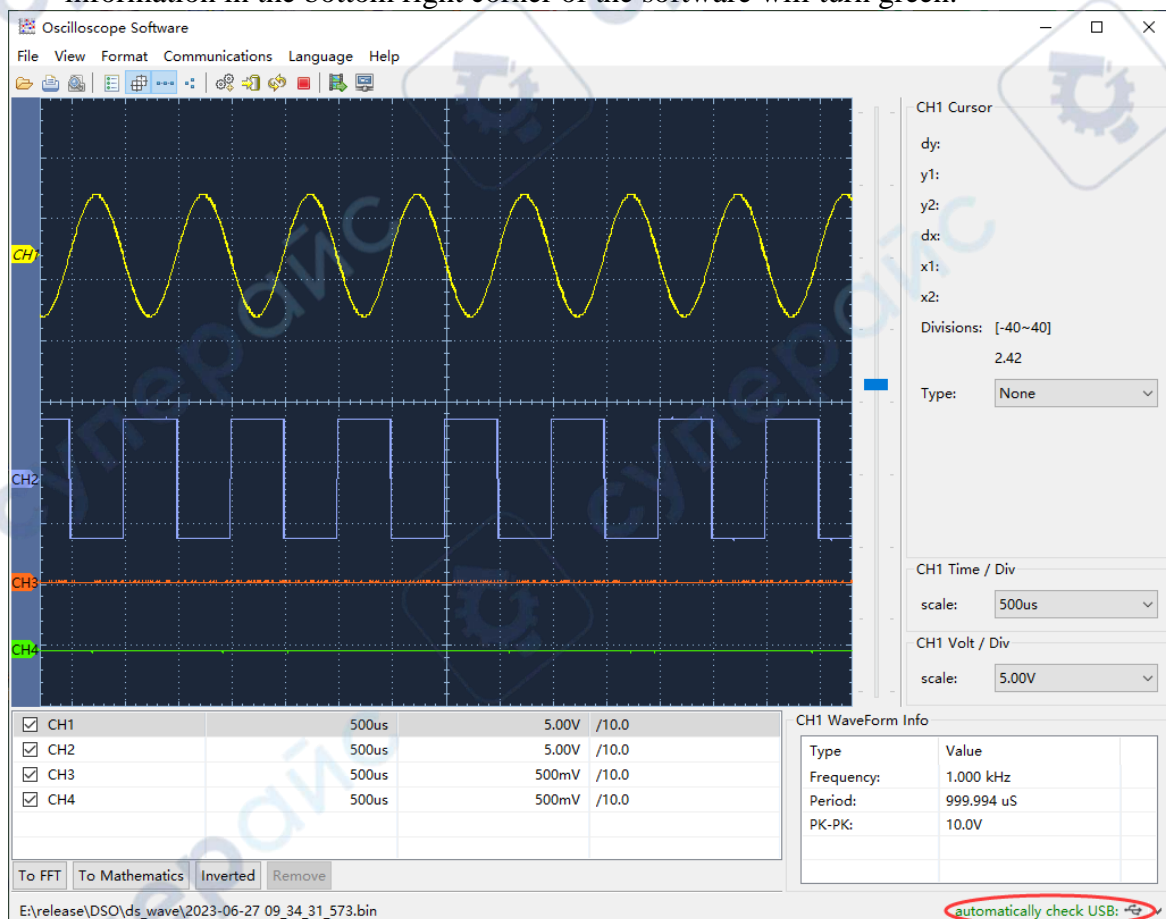 information in the bottom right corner of the software will turn green.
Oscilloscope Software
File View Format Communications Language Help
CH1 Cursor
dy:
y1:
y2:
dx:
x1:
x2:
Divisions: [-40~40]
2.42
Type: None
CH
CH2
CH3
CH4
CH1 Time / Div
scale: 500us
CH1 Volt / Div
scale: 5.00V
CH1 500us 5.00V /10.0
CH2 500us 5.00V /10.0
CH3 500us 500mV /10.0
CH4 500us 500mV /10.0
CH1 WaveForm Info
Type Value
Frequency: 1.000 kHz
Period: 999.994 uS
PK-PK: 10.0V
To FFT To Mathematics Inverted Remove
E:\release\DSO\ds_wave\2023-06-27 09_34_31_573.bin
automatically check USB:
суперайс
суперайс
суперайс